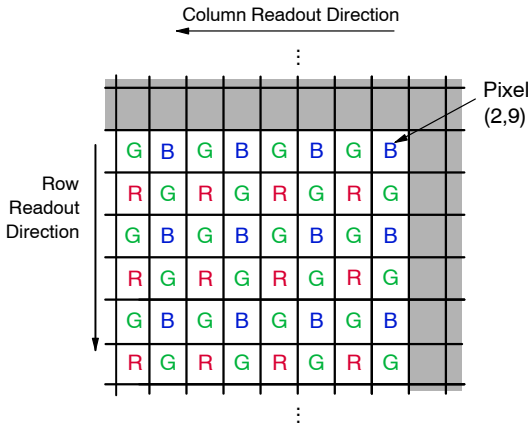 Column Readout Direction
⋮
Pixel
(2,9)
Row
Readout
Direction
G B G B G B G B
R G R G R G R G
G B G B G B G B
R G R G R G R G
G B G B G B G B
R G R G R G R G
⋮